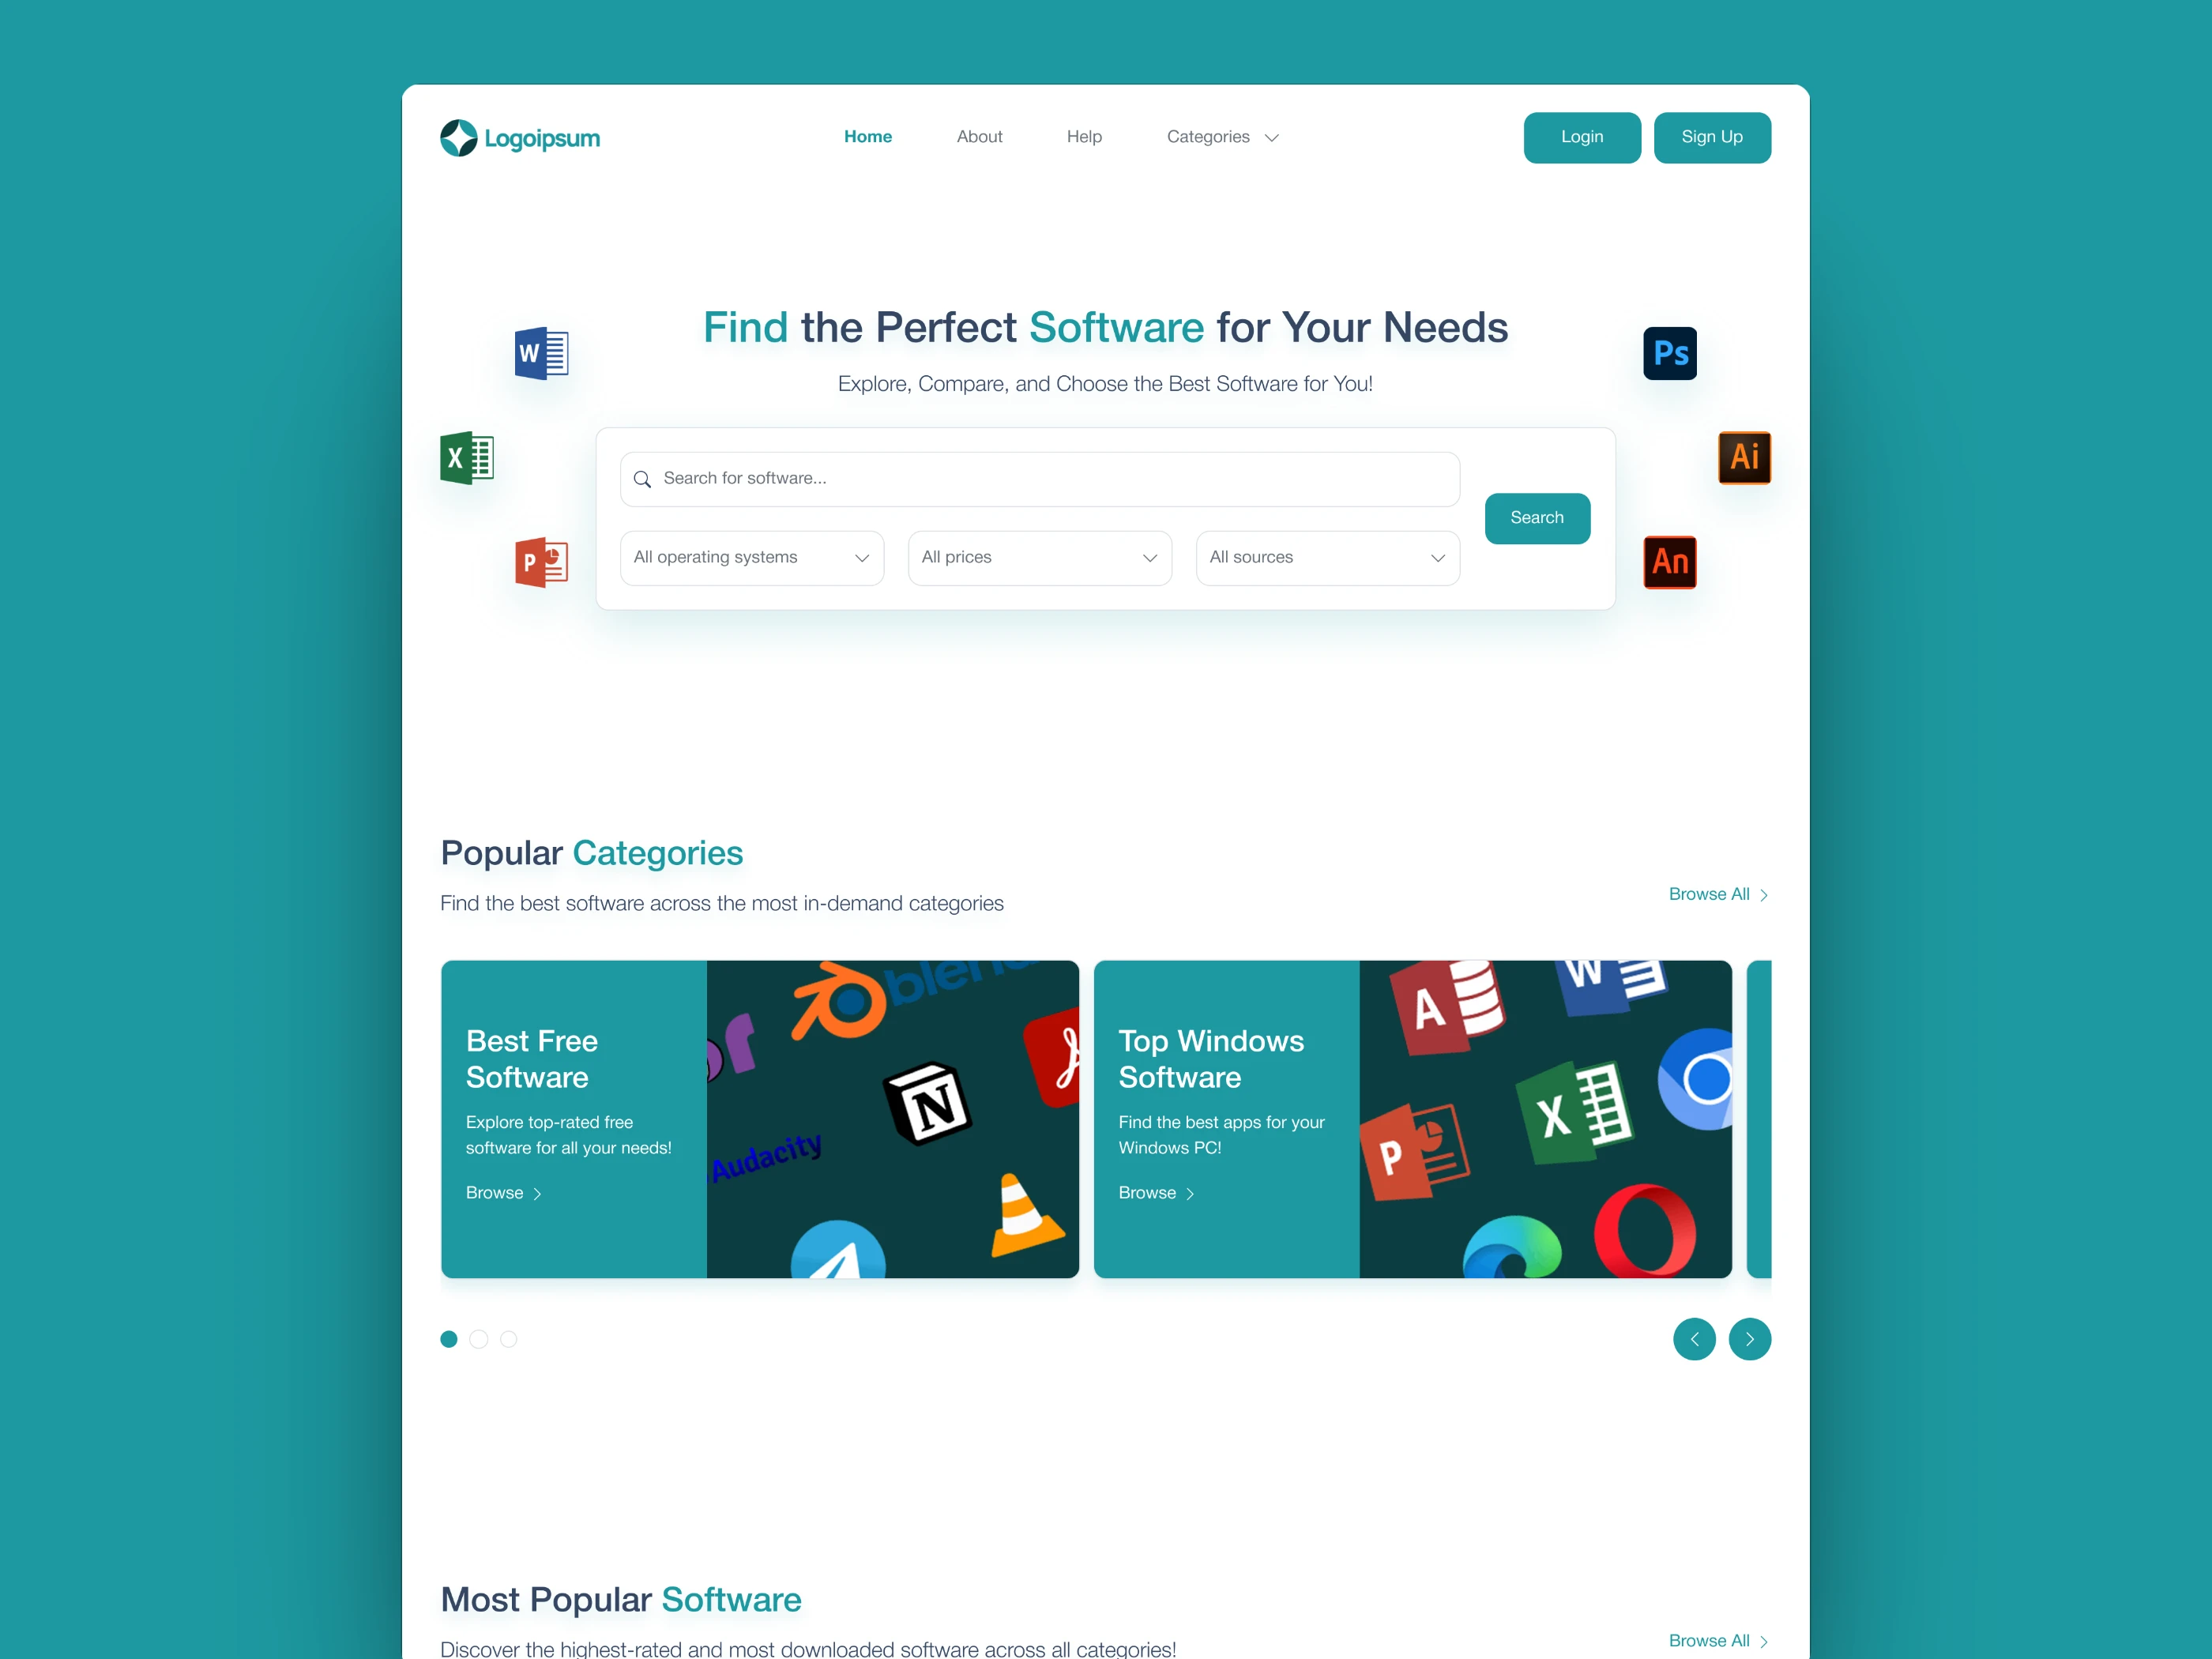 Logoipsum
Home
About
Help
Categories
Login
Sign Up
Find the Perfect Software for Your Needs
Explore, Compare, and Choose the Best Software for You!
W
X
P
Ps
Ai
An
Search for software...
Search
All operating systems
All prices
All sources
Popular Categories
Find the best software across the most in-demand categories
Browse All
Best Free
Software
Explore top-rated free
software for all your needs!
Browse
r
N
Audacity
Top Windows
Software
Find the best apps for your
Windows PC!
Browse
A
W
X
P
Most Popular Software
Discover the highest-rated and most downloaded software across all categories!
Browse All